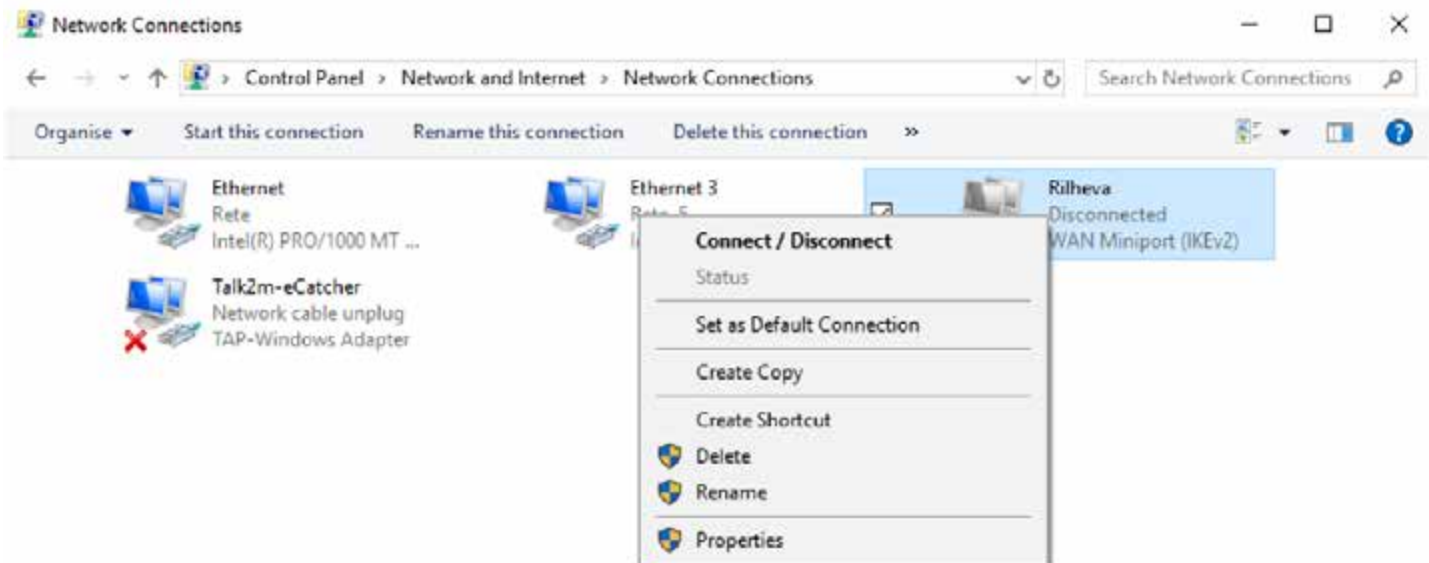 Network Connections
Control Panel > Network and Internet > Network Connections
Search Network Connections
Organise
Start this connection
Rename this connection
Delete this connection
»
Ethernet
Rete
Intel(R) PRO/1000 MT ...
Ethernet 3
Rilheva
Disconnected
WAN Miniport (IKEv2)
Talk2m-eCatcher
Network cable unplug
TAP-Windows Adapter
Connect / Disconnect
Status
Set as Default Connection
Create Copy
Create Shortcut
Delete
Rename
Properties